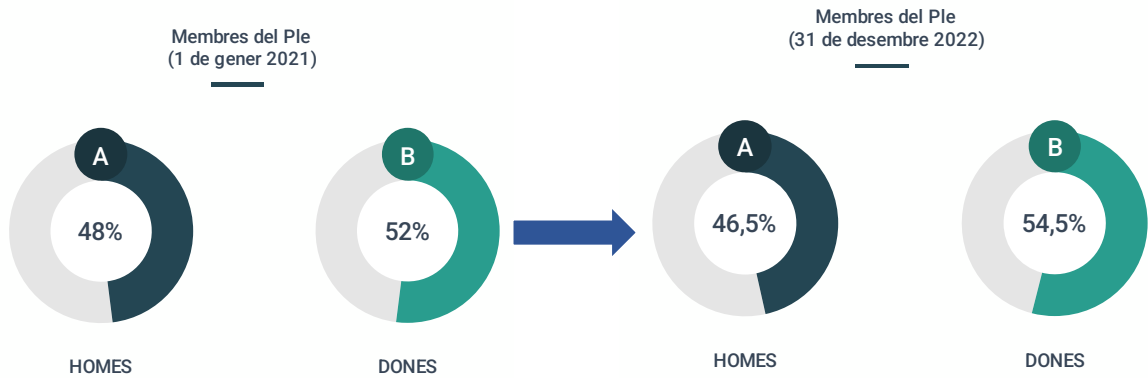 Membres del Ple
(1 de gener 2021)
A
48%
HOMES
B
52%
DONES
Membres del Ple
(31 de desembre 2022)
A
46,5%
HOMES
B
54,5%
DONES